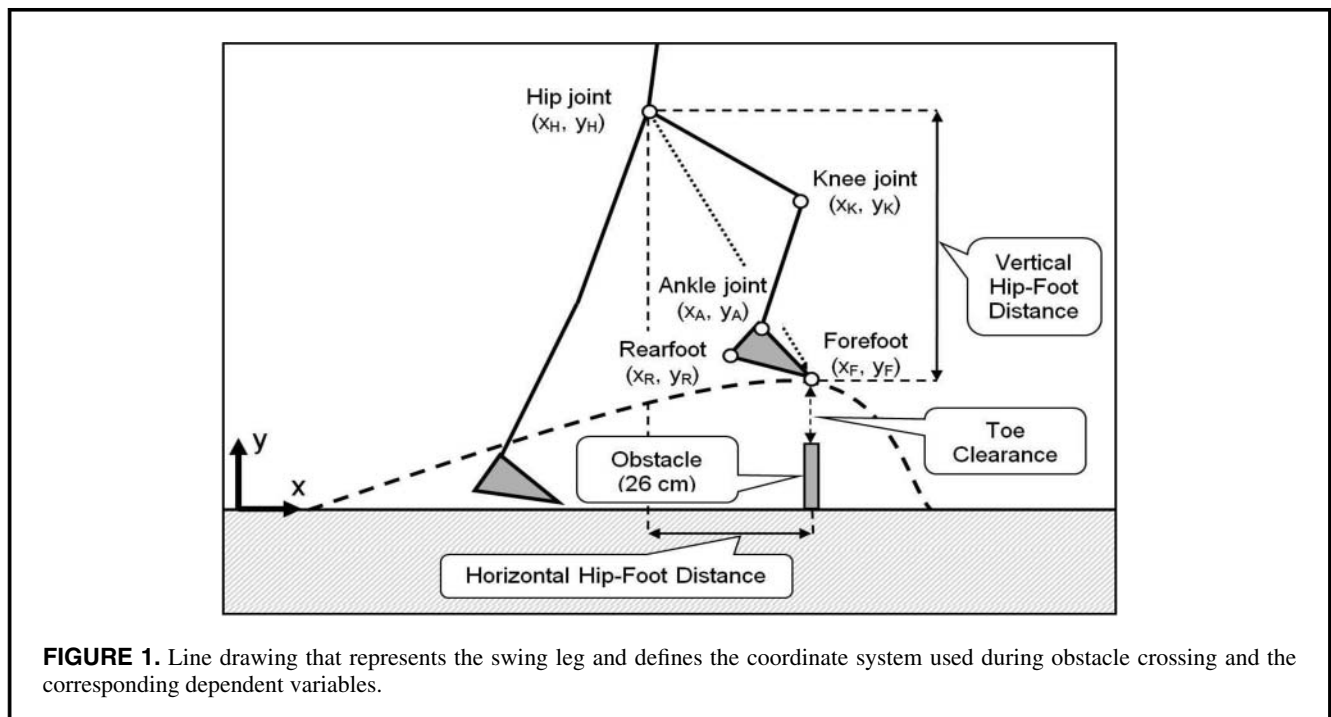 Hip joint
(xH, yH)
Knee joint
(xK, yK)
Vertical
Hip-Foot
Distance
Ankle joint
(xA, yA)
Rearfoot
(xR, yR)
Forefoot
(xF, yF)
Toe
Clearance
Obstacle
(26 cm)
y
x
Horizontal Hip-Foot Distance
FIGURE 1. Line drawing that represents the swing leg and defines the coordinate system used during obstacle crossing and the
corresponding dependent variables.